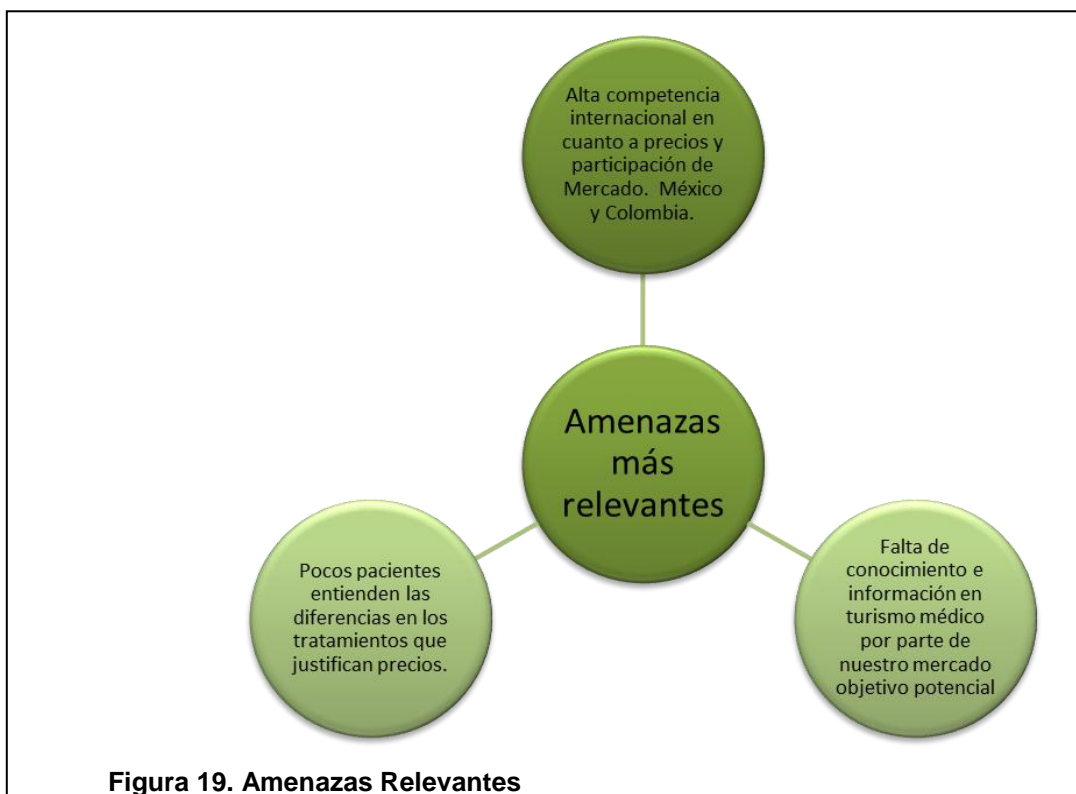 Alta competencia
internacional en
cuanto a precios y
participación de
Mercado.  México
y Colombia.
Amenazas
más
relevantes
Pocos pacientes
entienden las
diferencias en los
tratamientos que
justifican precios.
Falta de
conocimiento e
información en
turismo médico
por parte de
nuestro mercado
objetivo potencial
Figura 19. Amenazas Relevantes